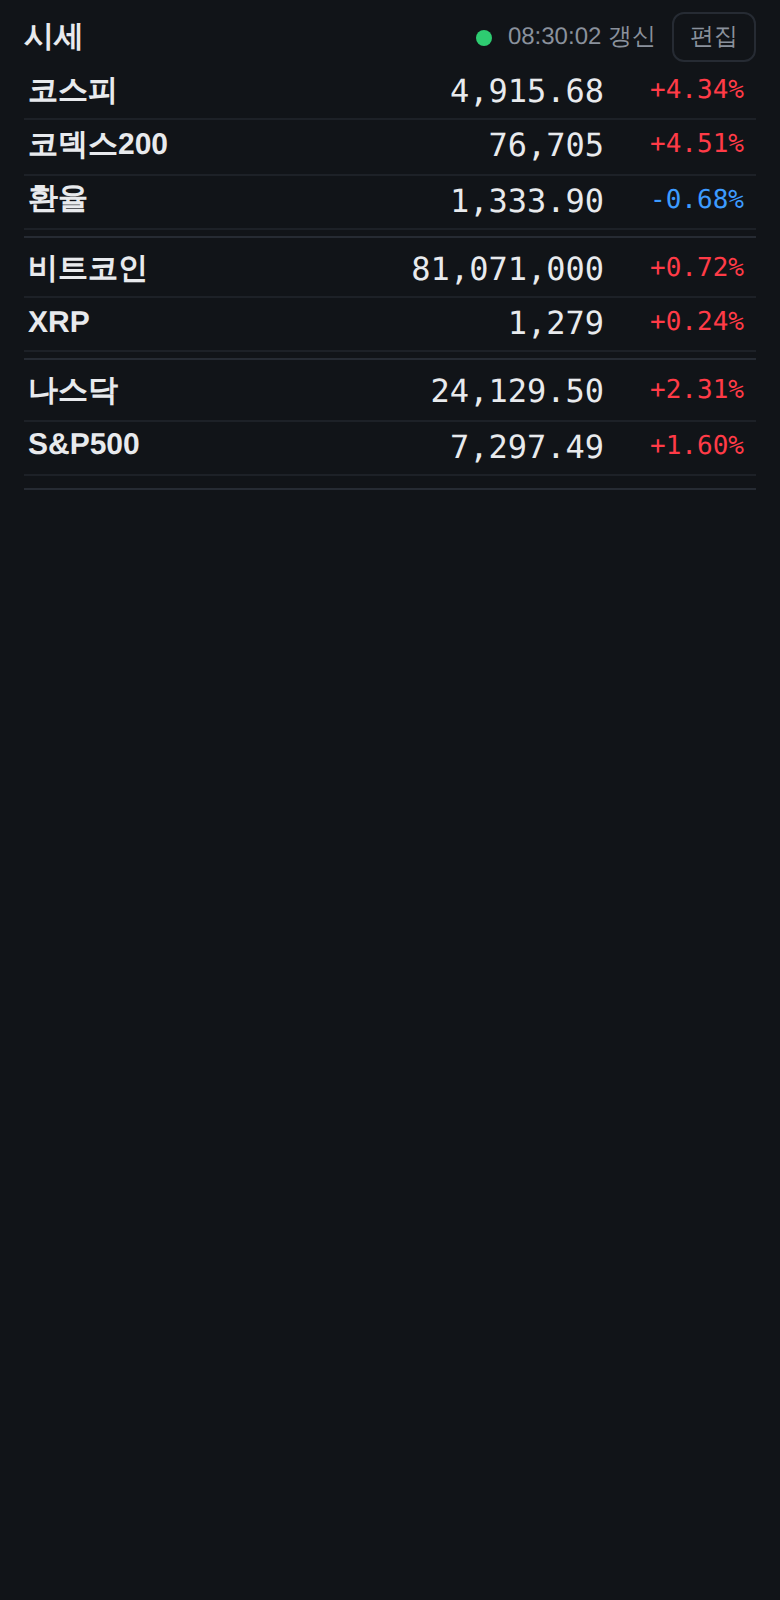 시세 08:30:02 갱신 편집
코스피 4,915.68 +4.34%
코덱스200 76,705 +4.51%
환율 1,333.90 -0.68%
비트코인 81,071,000 +0.72%
XRP 1,279 +0.24%
나스닥 24,129.50 +2.31%
S&P500 7,297.49 +1.60%